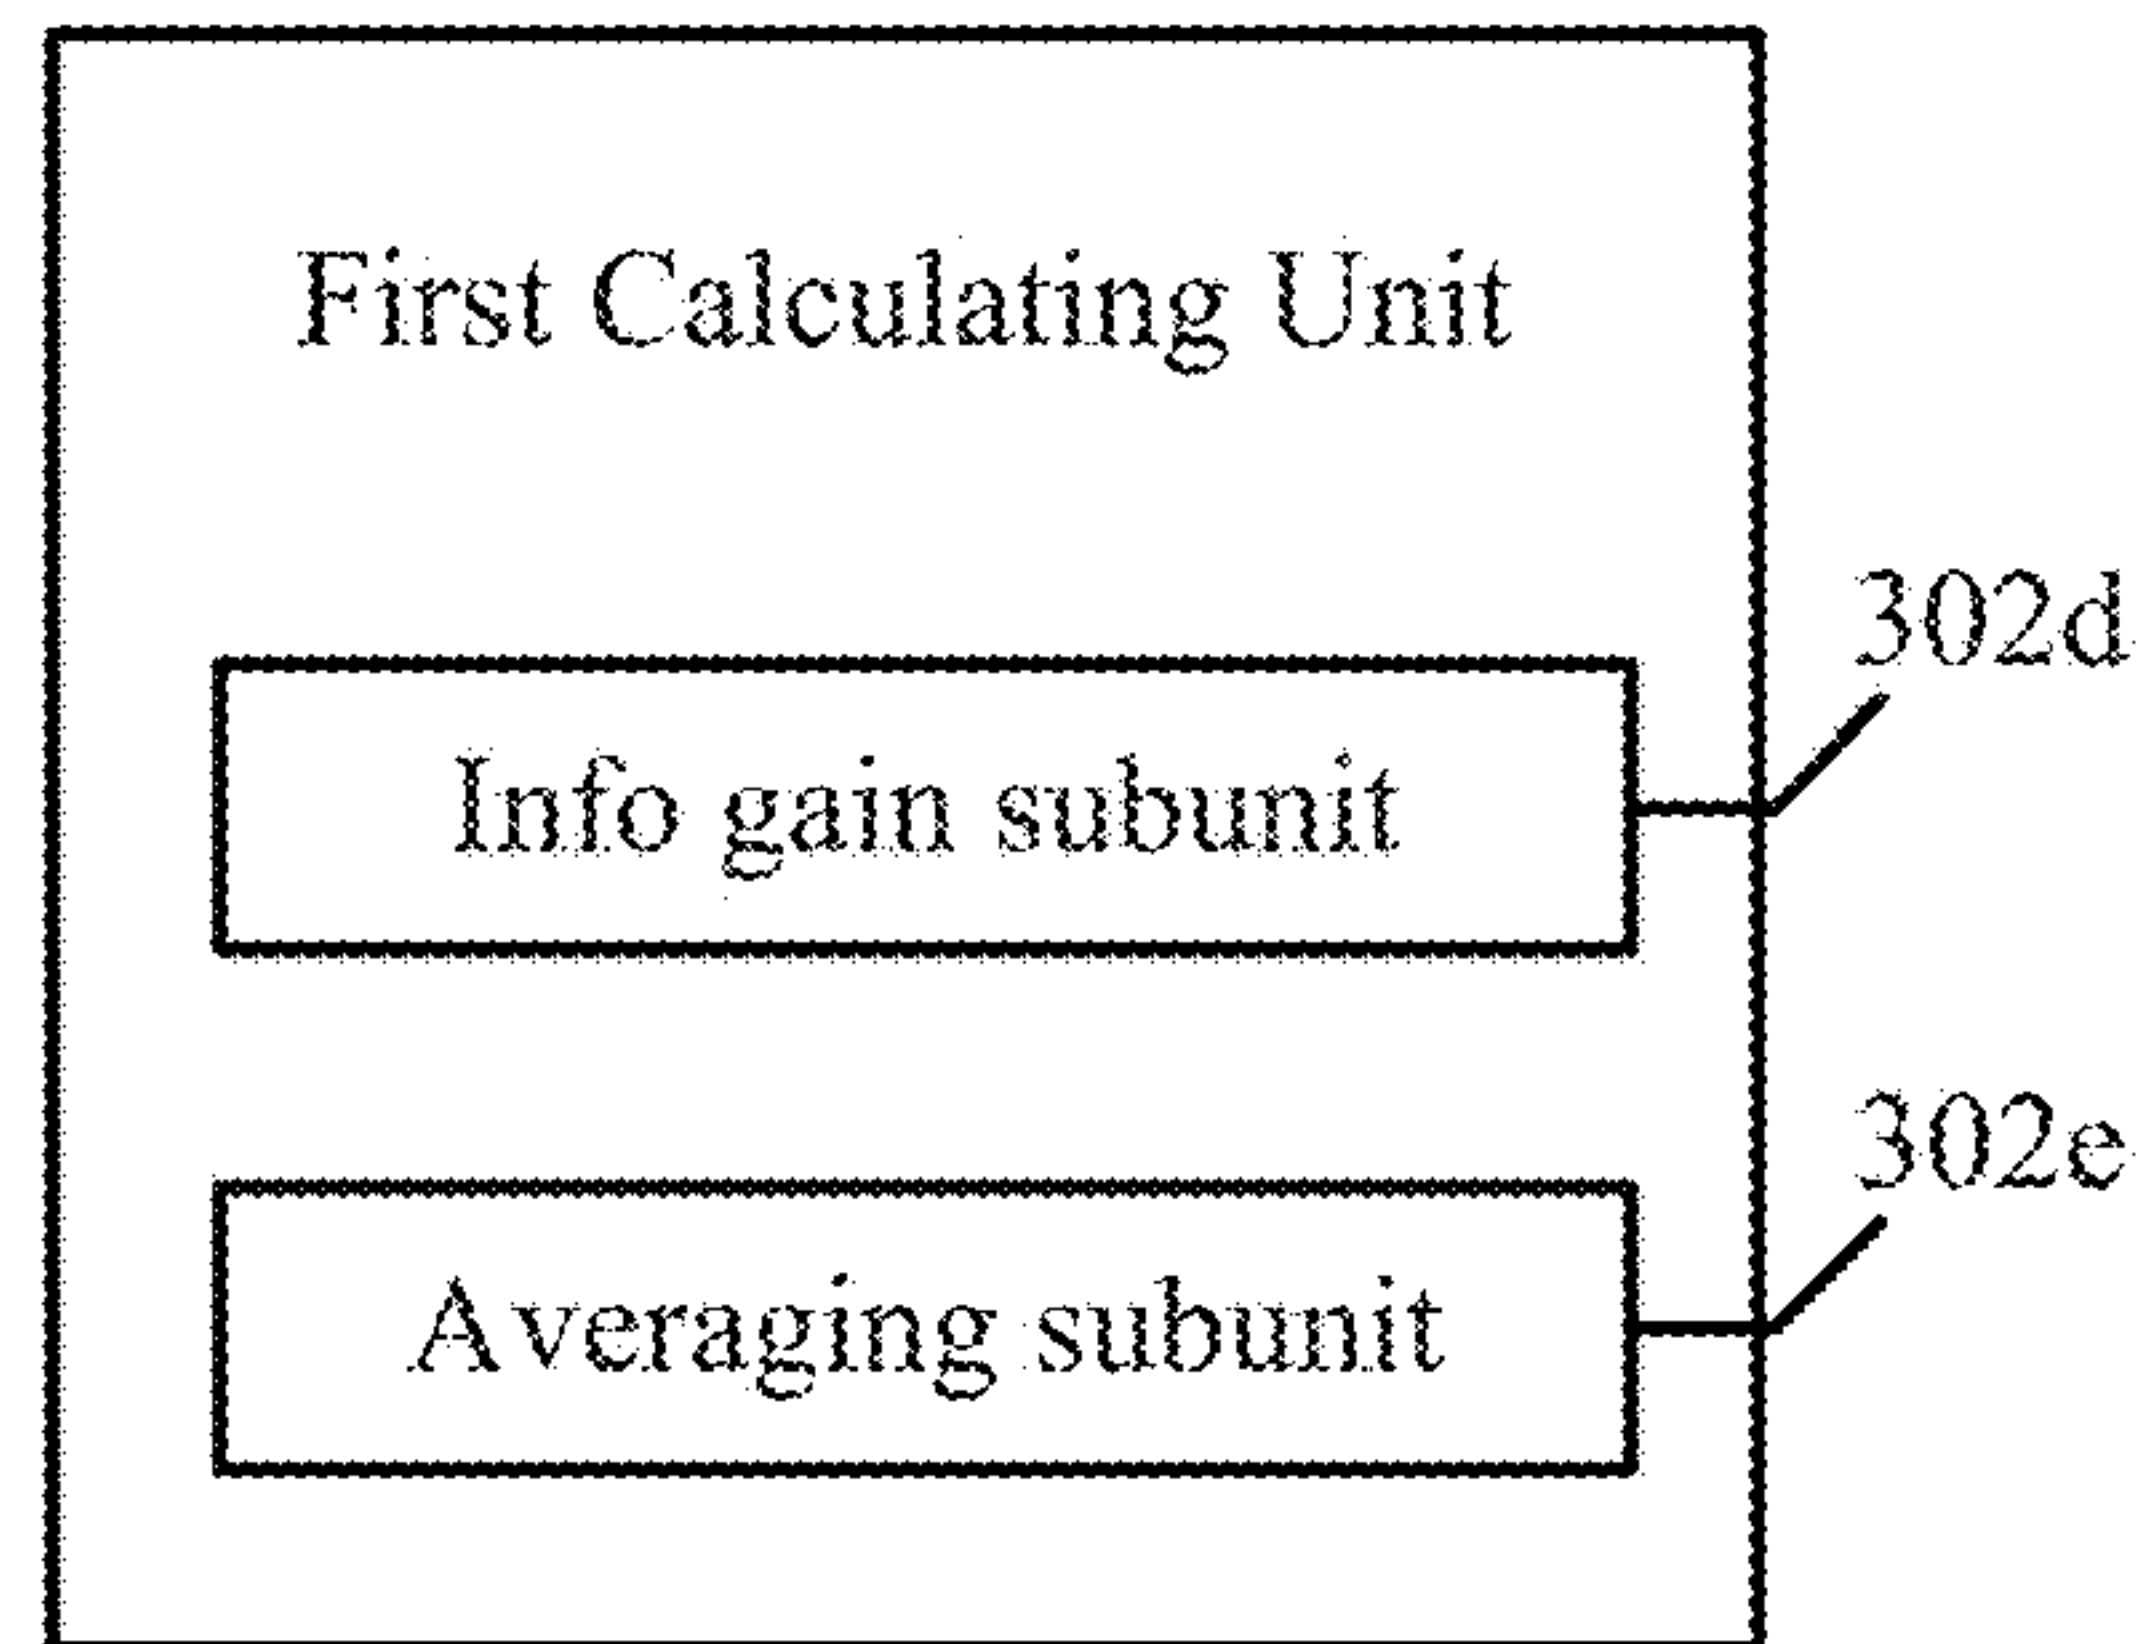 First Calculating Unit
302d
Info gain subunit
302e
Averaging subunit